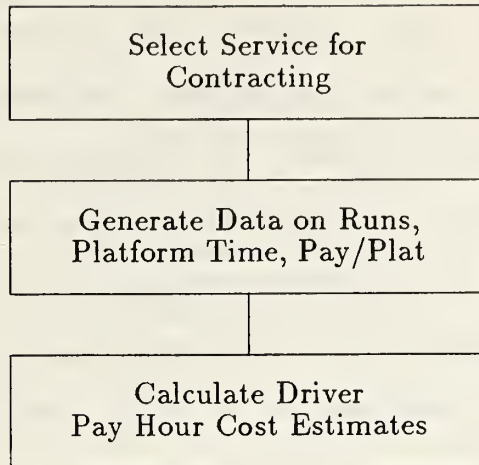 Select Service for
Contracting
Generate Data on Runs,
Platform Time, Pay/Plat
Calculate Driver
Pay Hour Cost Estimates